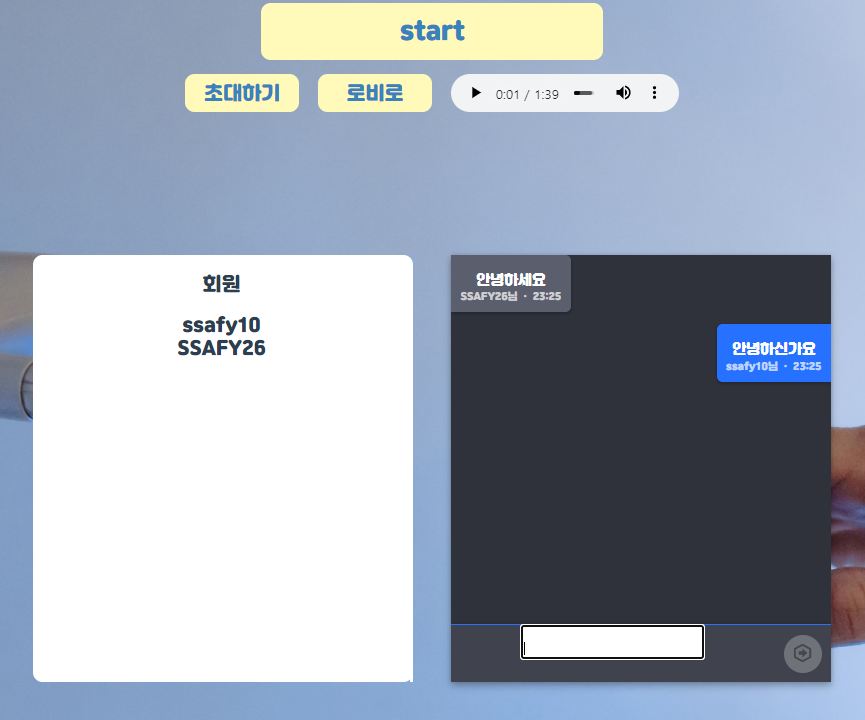 start
초대하기
로비로
0:01 / 1:39
회원
ssafy10
SSAFY26
안녕하세요
SSAFY26님 · 23:25
안녕하신가요
ssafy10님 · 23:25